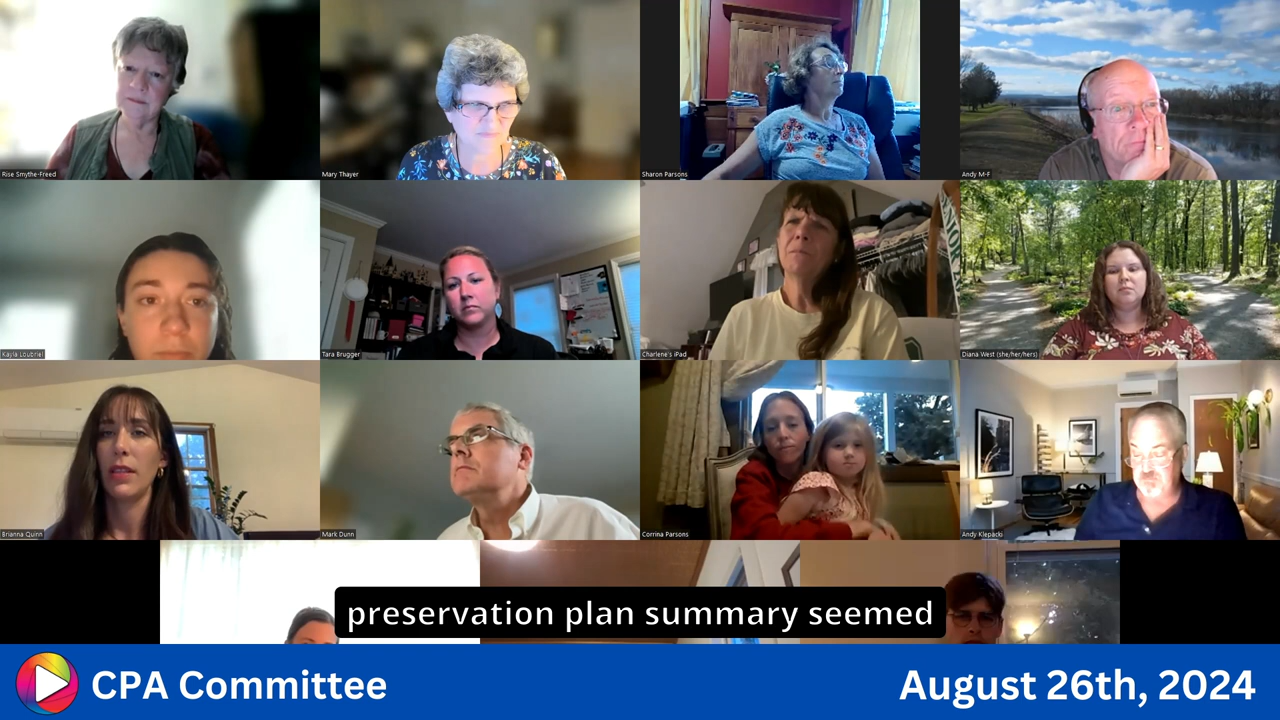 Rise Smythe-Freed
Mary Thayer
Sharon Parsons
Andy M-F
Kayla Loubriel
Tara Brugger
Charlene's iPad
Diana West (she/her/hers)
Brianna Quinn
Mark Dunn
Corrina Parsons
Andy Klepacki
preservation plan summary seemed
CPA Committee
August 26th, 2024